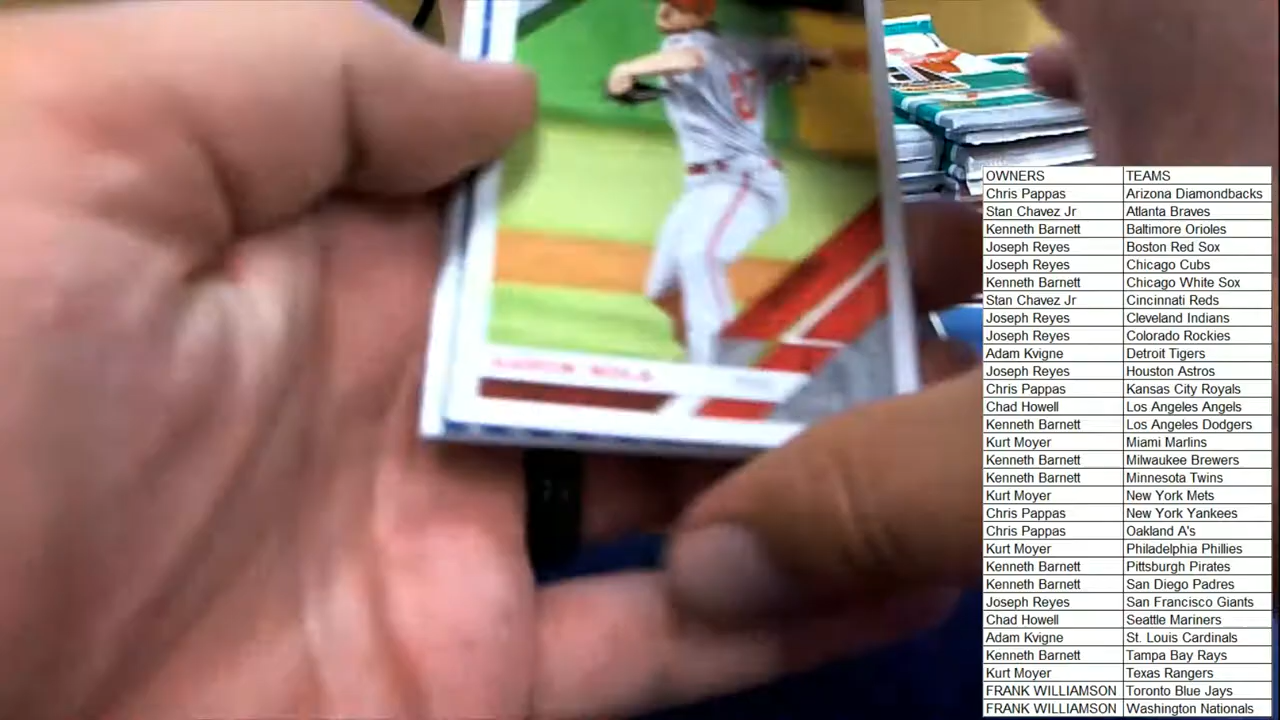 OWNERS TEAMS
Chris Pappas Arizona Diamondbacks
Stan Chavez Jr Atlanta Braves
Kenneth Barnett Baltimore Orioles
Joseph Reyes Boston Red Sox
Joseph Reyes Chicago Cubs
Kenneth Barnett Chicago White Sox
Stan Chavez Jr Cincinnati Reds
Joseph Reyes Cleveland Indians
Joseph Reyes Colorado Rockies
Adam Kvigne Detroit Tigers
Joseph Reyes Houston Astros
Chris Pappas Kansas City Royals
Chad Howell Los Angeles Angels
Kenneth Barnett Los Angeles Dodgers
Kurt Moyer Miami Marlins
Kenneth Barnett Milwaukee Brewers
Kenneth Barnett Minnesota Twins
Kurt Moyer New York Mets
Chris Pappas New York Yankees
Chris Pappas Oakland A's
Kurt Moyer Philadelphia Phillies
Kenneth Barnett Pittsburgh Pirates
Kenneth Barnett San Diego Padres
Joseph Reyes San Francisco Giants
Chad Howell Seattle Mariners
Adam Kvigne St. Louis Cardinals
Kenneth Barnett Tampa Bay Rays
Kurt Moyer Texas Rangers
FRANK WILLIAMSON Toronto Blue Jays
FRANK WILLIAMSON Washington Nationals